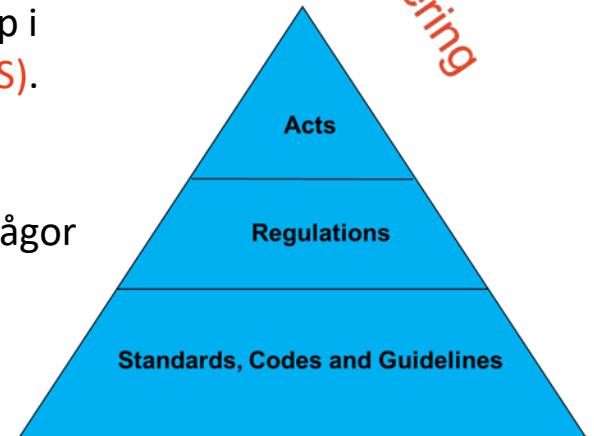 p i
S).
ågor
ering
Acts
Regulations
Standards, Codes and Guidelines